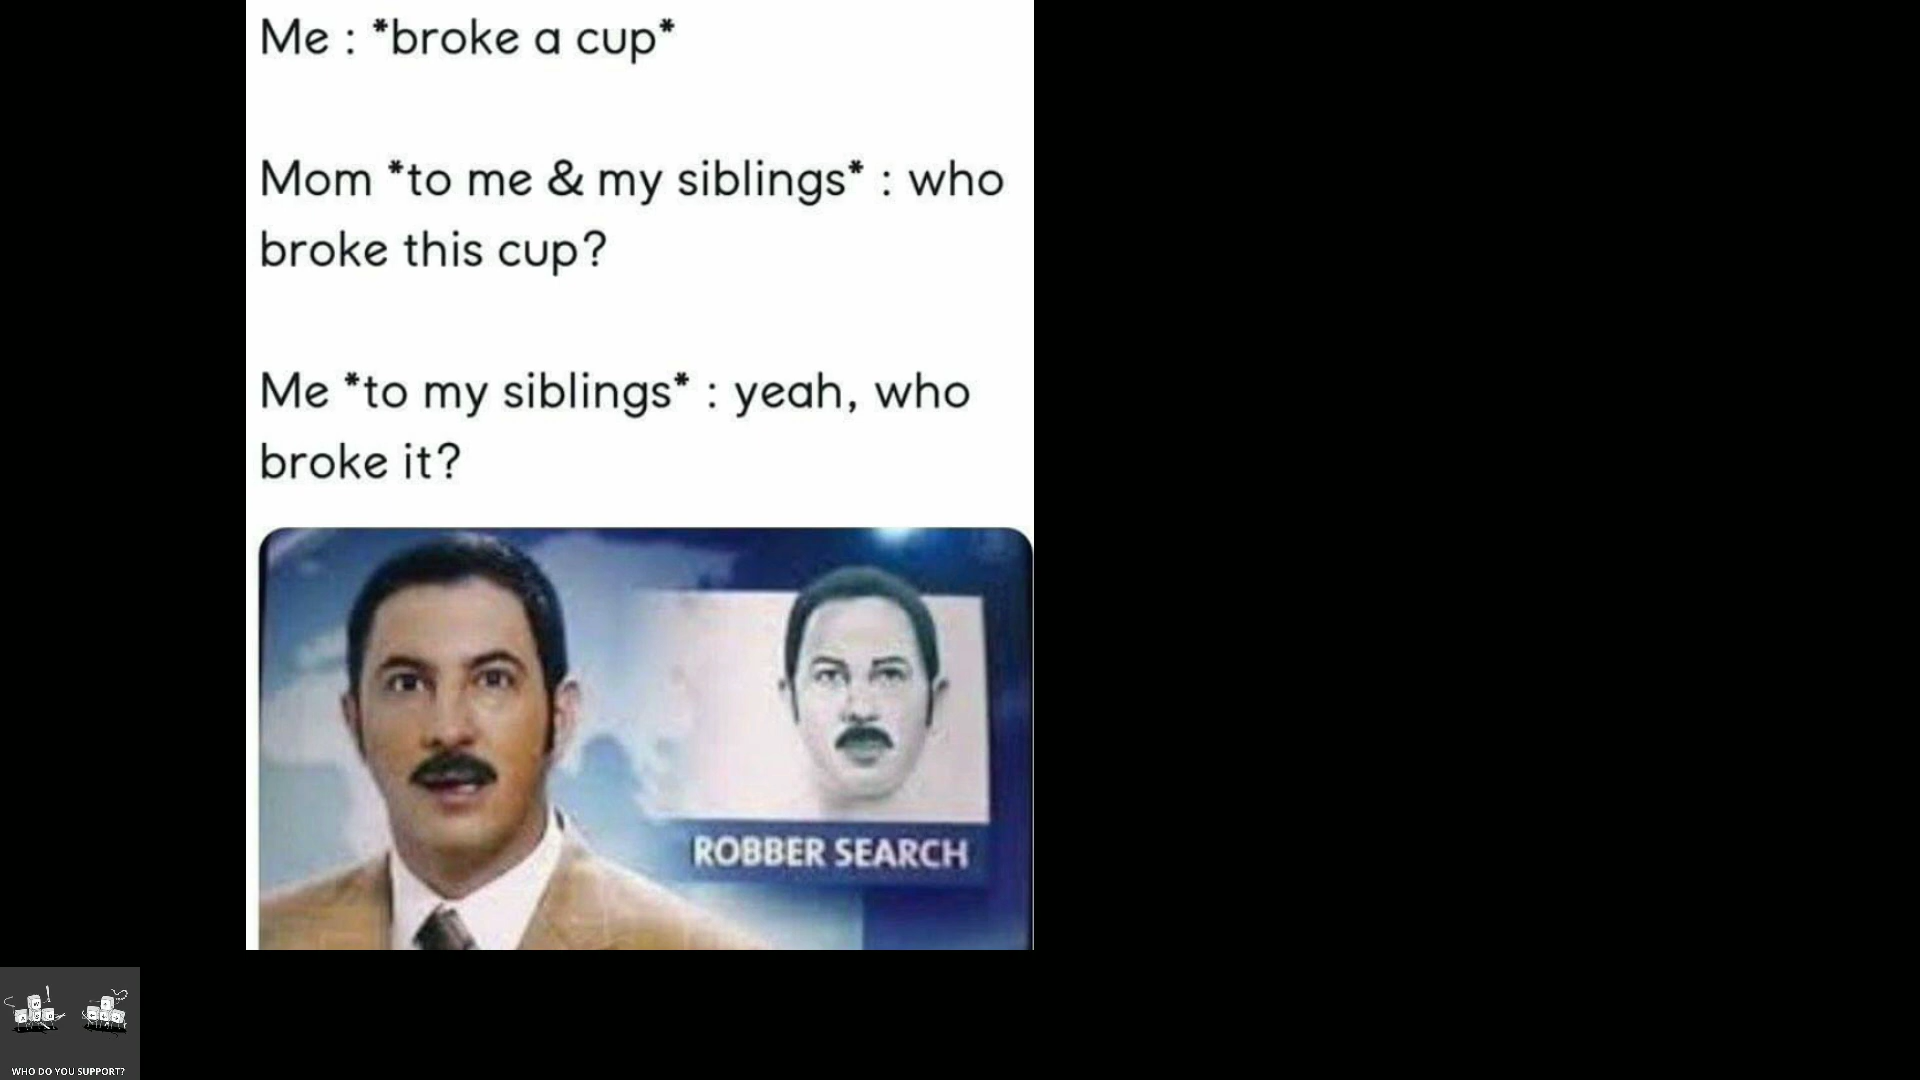 Me : *broke a cup*
Mom *to me & my siblings* : who
broke this cup?
Me *to my siblings* : yeah, who
broke it?
ROBBER SEARCH
WHO DO YOU SUPPORT?